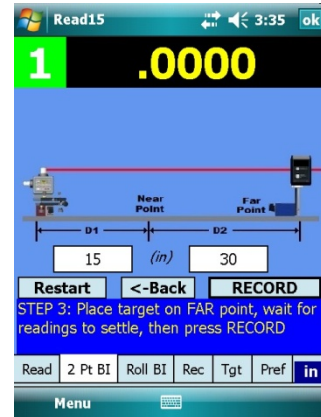 Read15 3:35 ok
1 .0000
Near Point
Far Point
D1 D2
15 (in) 30
Restart <-Back RECORD
STEP 3: Place target on FAR point, wait for
readings to settle, then press RECORD
Read 2 Pt BI Roll BI Rec Tgt Pref in
Menu